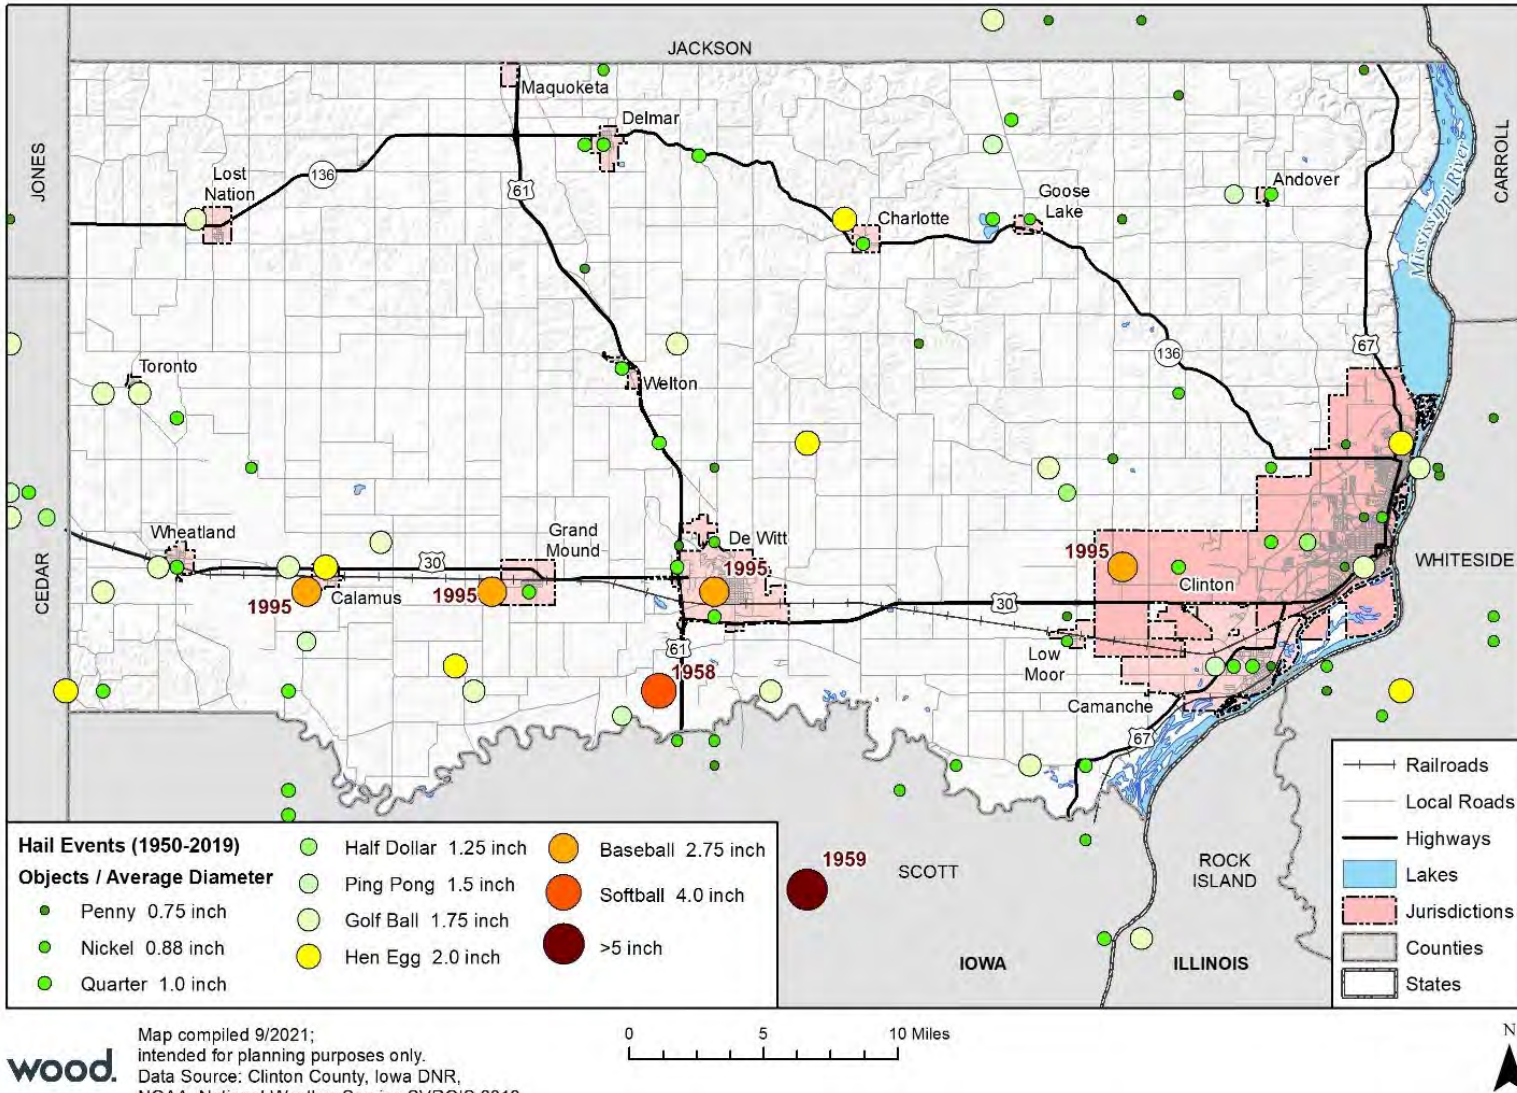 JACKSON
JONES
CARROLL
CEDAR
WHITESIDE
SCOTT
ROCK
ISLAND
IOWA
ILLINOIS
Mississippi River
Maquoketa
Delmar
Lost
Nation
136
61
Charlotte
Goose
Lake
Andover
Toronto
Welton
136
67
Wheatland
Grand
Mound
De Witt
30
1995
Calamus
1995
1995
1995
Clinton
30
61
1958
Low
Moor
Camanche
67
1959
Hail Events (1950-2019)
Objects / Average Diameter
Penny 0.75 inch
Nickel 0.88 inch
Quarter 1.0 inch
Half Dollar 1.25 inch
Ping Pong 1.5 inch
Golf Ball 1.75 inch
Hen Egg 2.0 inch
Baseball 2.75 inch
Softball 4.0 inch
>5 inch
Railroads
Local Roads
Highways
Lakes
Jurisdictions
Counties
States
wood.
Map compiled 9/2021;
intended for planning purposes only.
Data Source: Clinton County, Iowa DNR,
0 5 10 Miles
N